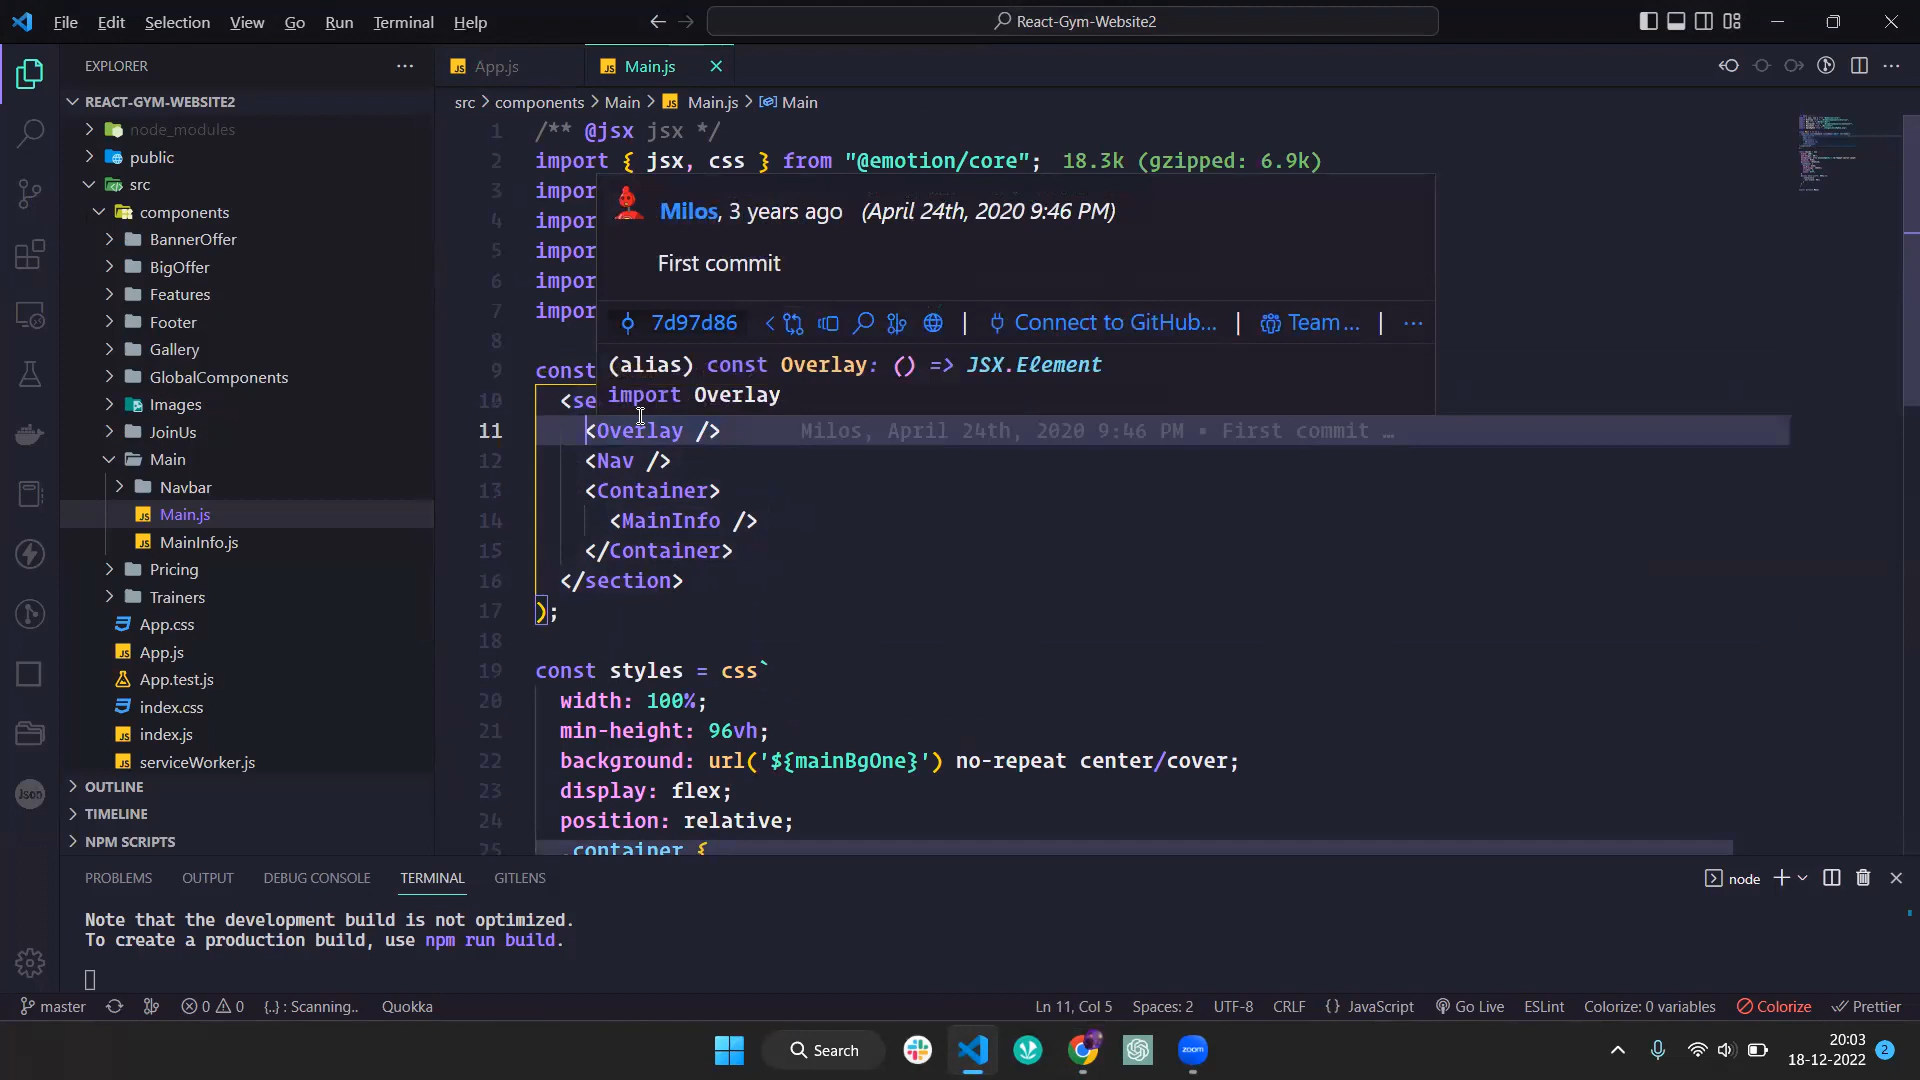 File Edit Selection View Go Run Terminal Help
React-Gym-Website2
EXPLORER
REACT-GYM-WEBSITE2
node_modules
public
src
components
BannerOffer
BigOffer
Features
Footer
Gallery
GlobalComponents
Images
JoinUs
Main
Navbar
Main.js
MainInfo.js
Pricing
Trainers
App.css
App.js
App.test.js
index.css
index.js
serviceWorker.js
OUTLINE
TIMELINE
NPM SCRIPTS
Json
JS App.js
JS Main.js
src > components > Main > JS Main.js > Main
1 /** @jsx jsx */
2 import { jsx, css } from "@emotion/core"; 18.3k (gzipped: 6.9k)
3 impor
4 impor
5 impor
6 impor
7 impor
8
9 const
10 <se
11 <Overlay /> Milos, April 24th, 2020 9:46 PM • First commit …
12 <Nav />
13 <Container>
14 <MainInfo />
15 </Container>
16 </section>
17 );
18
19 const styles = css`
20 width: 100%;
21 min-height: 96vh;
22 background: url('${mainBgOne}') no-repeat center/cover;
23 display: flex;
24 position: relative;
25 .container {
Milos, 3 years ago (April 24th, 2020 9:46 PM)
First commit
7d97d86 | Connect to GitHub... | Team... | ...
(alias) const Overlay: () => JSX.Element
import Overlay
PROBLEMS OUTPUT DEBUG CONSOLE TERMINAL GITLENS
node
Note that the development build is not optimized.
To create a production build, use npm run build.
master 0 0 {..} : Scanning.. Quokka
Ln 11, Col 5 Spaces: 2 UTF-8 CRLF {} JavaScript Go Live ESLint Colorize: 0 variables Colorize Prettier
Search
zoom
20:03
18-12-2022
2